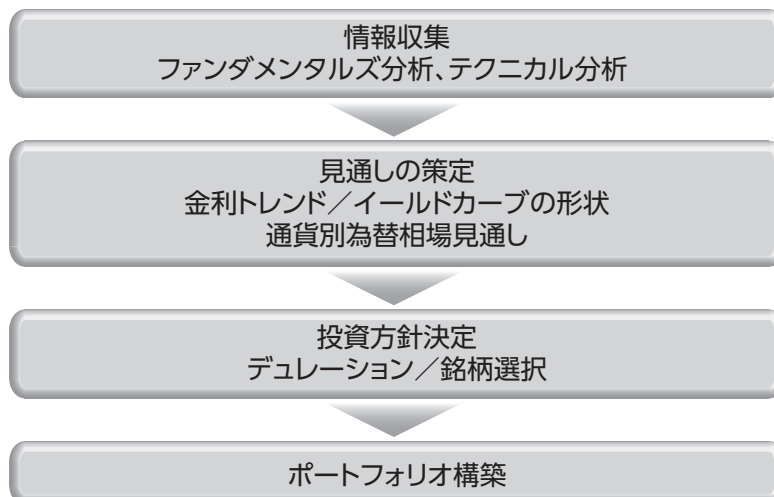 情報収集
ファンダメンタルズ分析、テクニカル分析
見通しの策定
金利トレンド／イールドカーブの形状
通貨別為替相場見通し
投資方針決定
デュレーション／銘柄選択
ポートフォリオ構築